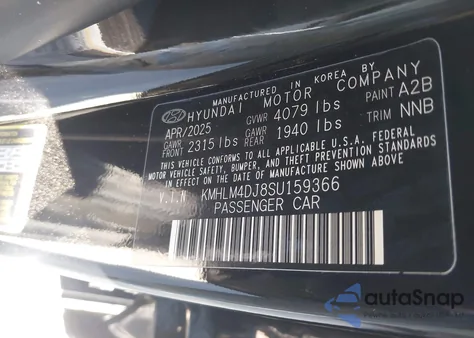 MANUFACTURED IN KOREA BY
HYUNDAI MOTOR COMPANY
APR/2025 GVWR 4079 lbs PAINT A2B
GAWR FRONT 2315 lbs GAWR REAR 1940 lbs TRIM NNB
THIS VEHICLE CONFORMS TO ALL APPLICABLE U.S.A. FEDERAL
MOTOR VEHICLE SAFETY, BUMPER, AND THEFT PREVENTION
STANDARDS IN EFFECT ON THE DATE OF MANUFACTURE
SHOWN ABOVE.
V.I.N KMHLM4DJ8SU159366
PASSENGER CAR
autoSnap